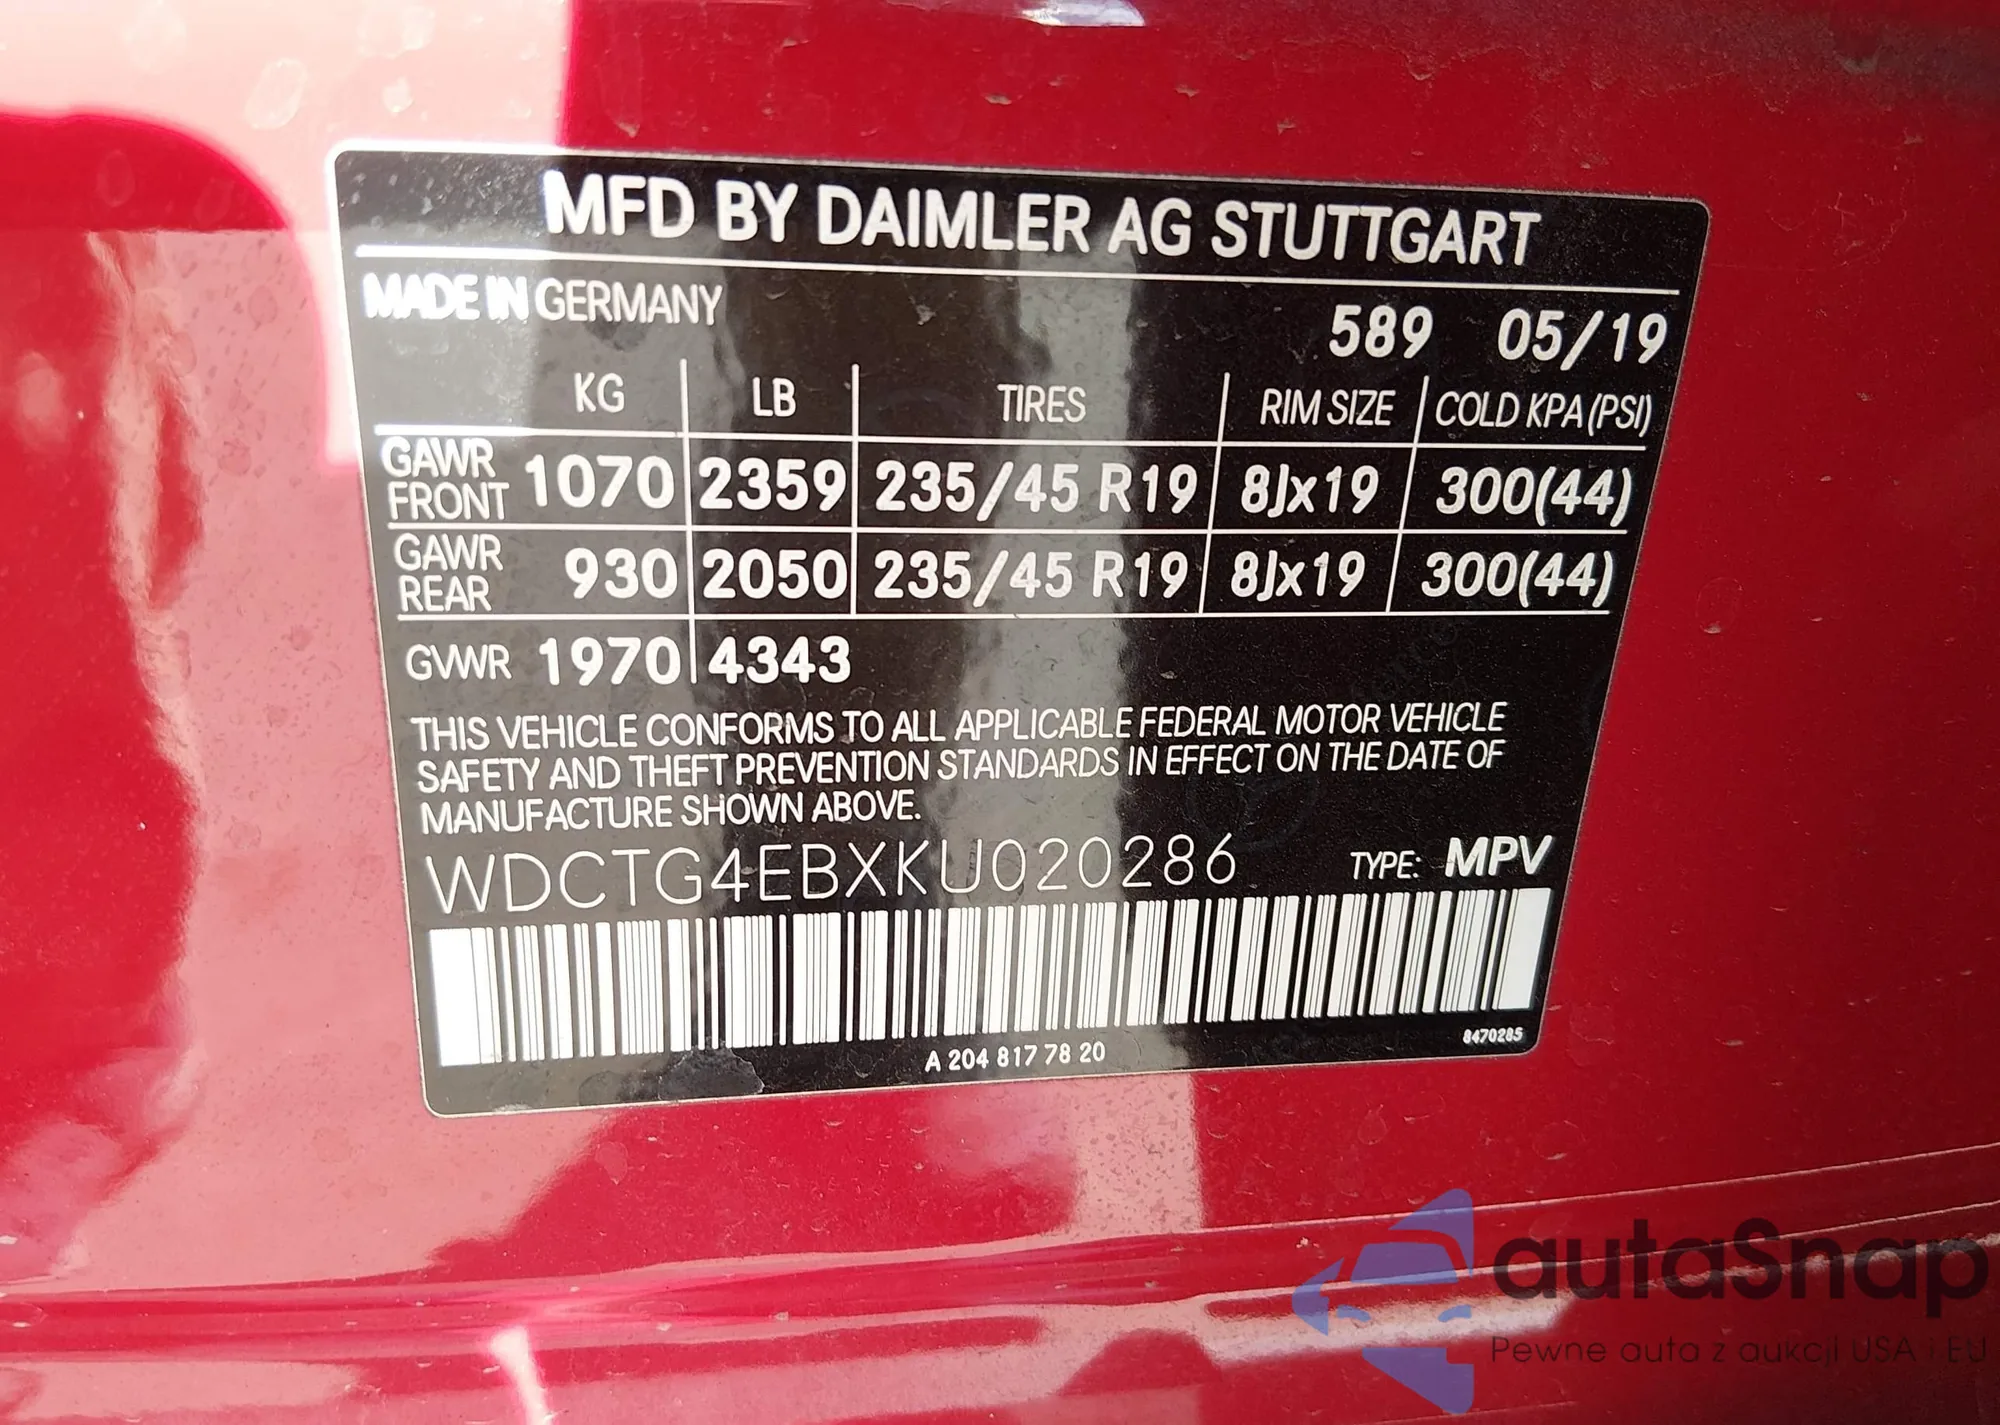 MFD BY DAIMLER AG STUTTGART
MADE IN GERMANY
589 05/19
KG LB TIRES RIM SIZE COLD KPA(PSI)
GAWR FRONT 1070 2359 235/45 R19 8Jx19 300(44)
GAWR REAR 930 2050 235/45 R19 8Jx19 300(44)
GVWR 1970 4343
THIS VEHICLE CONFORMS TO ALL APPLICABLE FEDERAL MOTOR VEHICLE
SAFETY AND THEFT PREVENTION STANDARDS IN EFFECT ON THE DATE OF
MANUFACTURE SHOWN ABOVE.
WDCTG4EBXKU020286 TYPE: MPV
8470285
A 204 817 78 20
autaSnap
Pewne auta z aukcji USA i EU